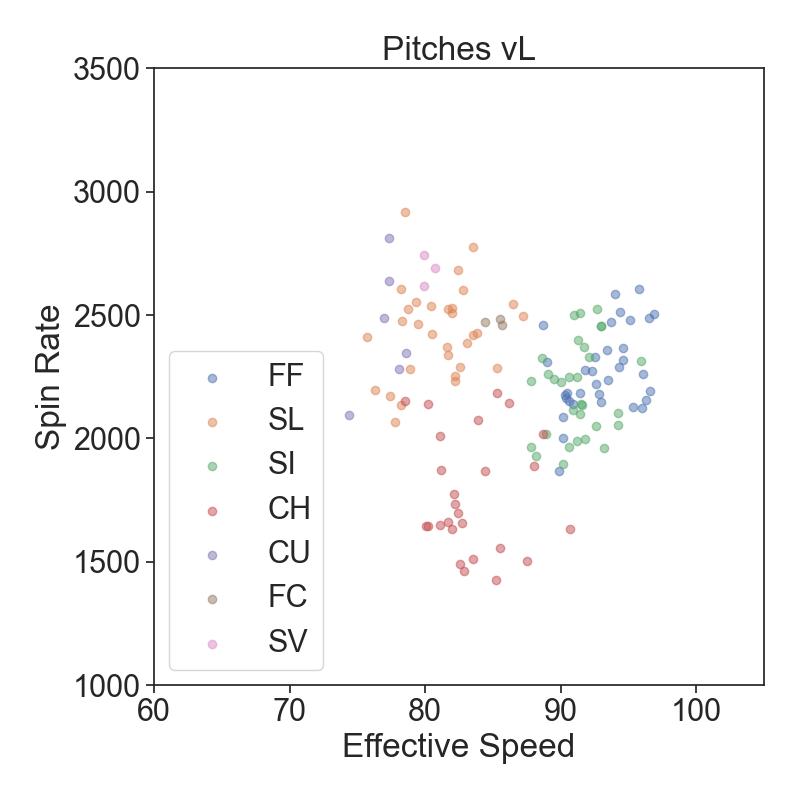 Pitches vL
3500
3000
2500
2000
1500
1000
Spin Rate
FF
SL
SI
CH
CU
FC
SV
60 70 80 90 100
Effective Speed